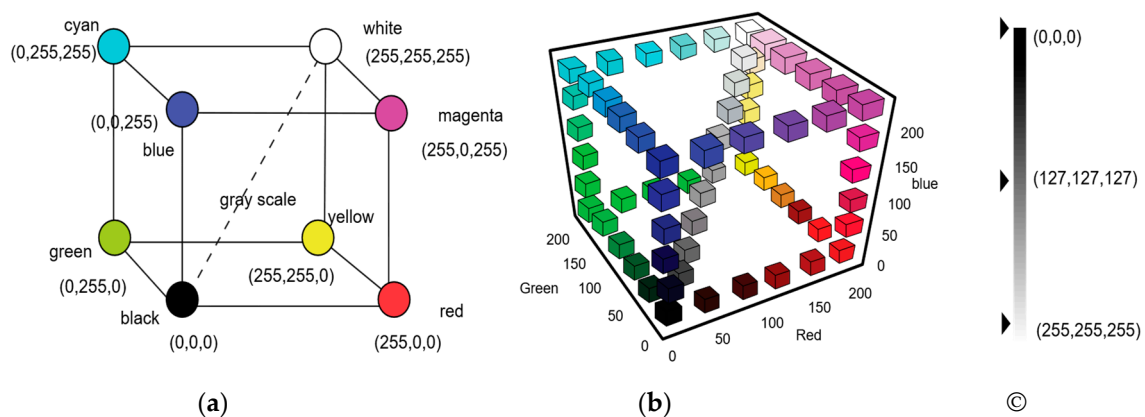 cyan
(0,255,255)
white
(255,255,255)
(0,0,255)
blue
magenta
(255,0,255)
gray scale
green
(0,255,0)
yellow
(255,255,0)
black
(0,0,0)
red
(255,0,0)
(a)
200
150
100
50
0
Green
0
50
100
150
200
Red
0
50
100
150
200
blue
(b)
(0,0,0)
(127,127,127)
(255,255,255)
©